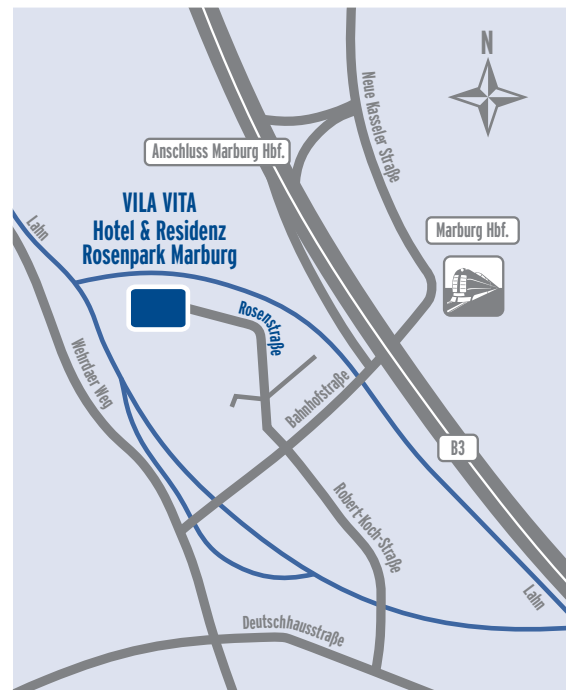 N
Neue Kasseler Straße
Anschluss Marburg Hbf.
VILA VITA
Hotel & Residenz
Rosenpark Marburg
Lahn
Marburg Hbf.
Rosenstraße
Wehrdaer Weg
Bahnhofstraße
B3
Robert-Koch-Straße
Lahn
Deutschhausstraße